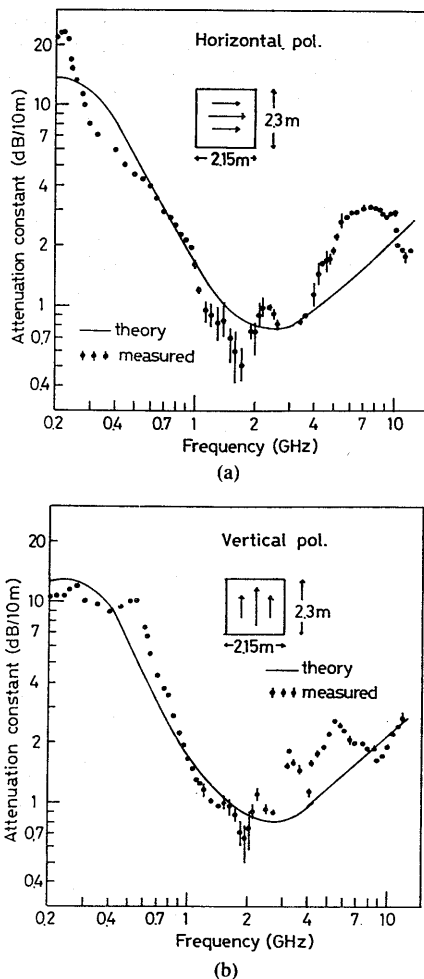 Horizontal pol.
2.3 m
2.15 m
theory
measured
Attenuation constant (dB/10m)
20
10
7
4
2
1
0.7
0.4
0.2
0.4
0.7
1
2
4
7
10
Frequency (GHz)
(a)
Vertical pol.
2.3 m
2.15m
theory
measured
Attenuation constant (dB/10m)
20
10
7
4
2
1
0.7
0.4
0.2
0.4
0.7
1
2
4
7
10
Frequency (GHz)
(b)